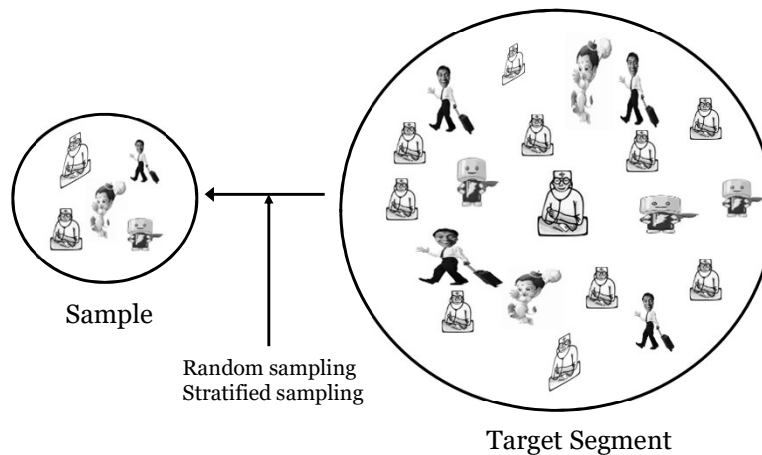 Sample
Random sampling
Stratified sampling
Target Segment